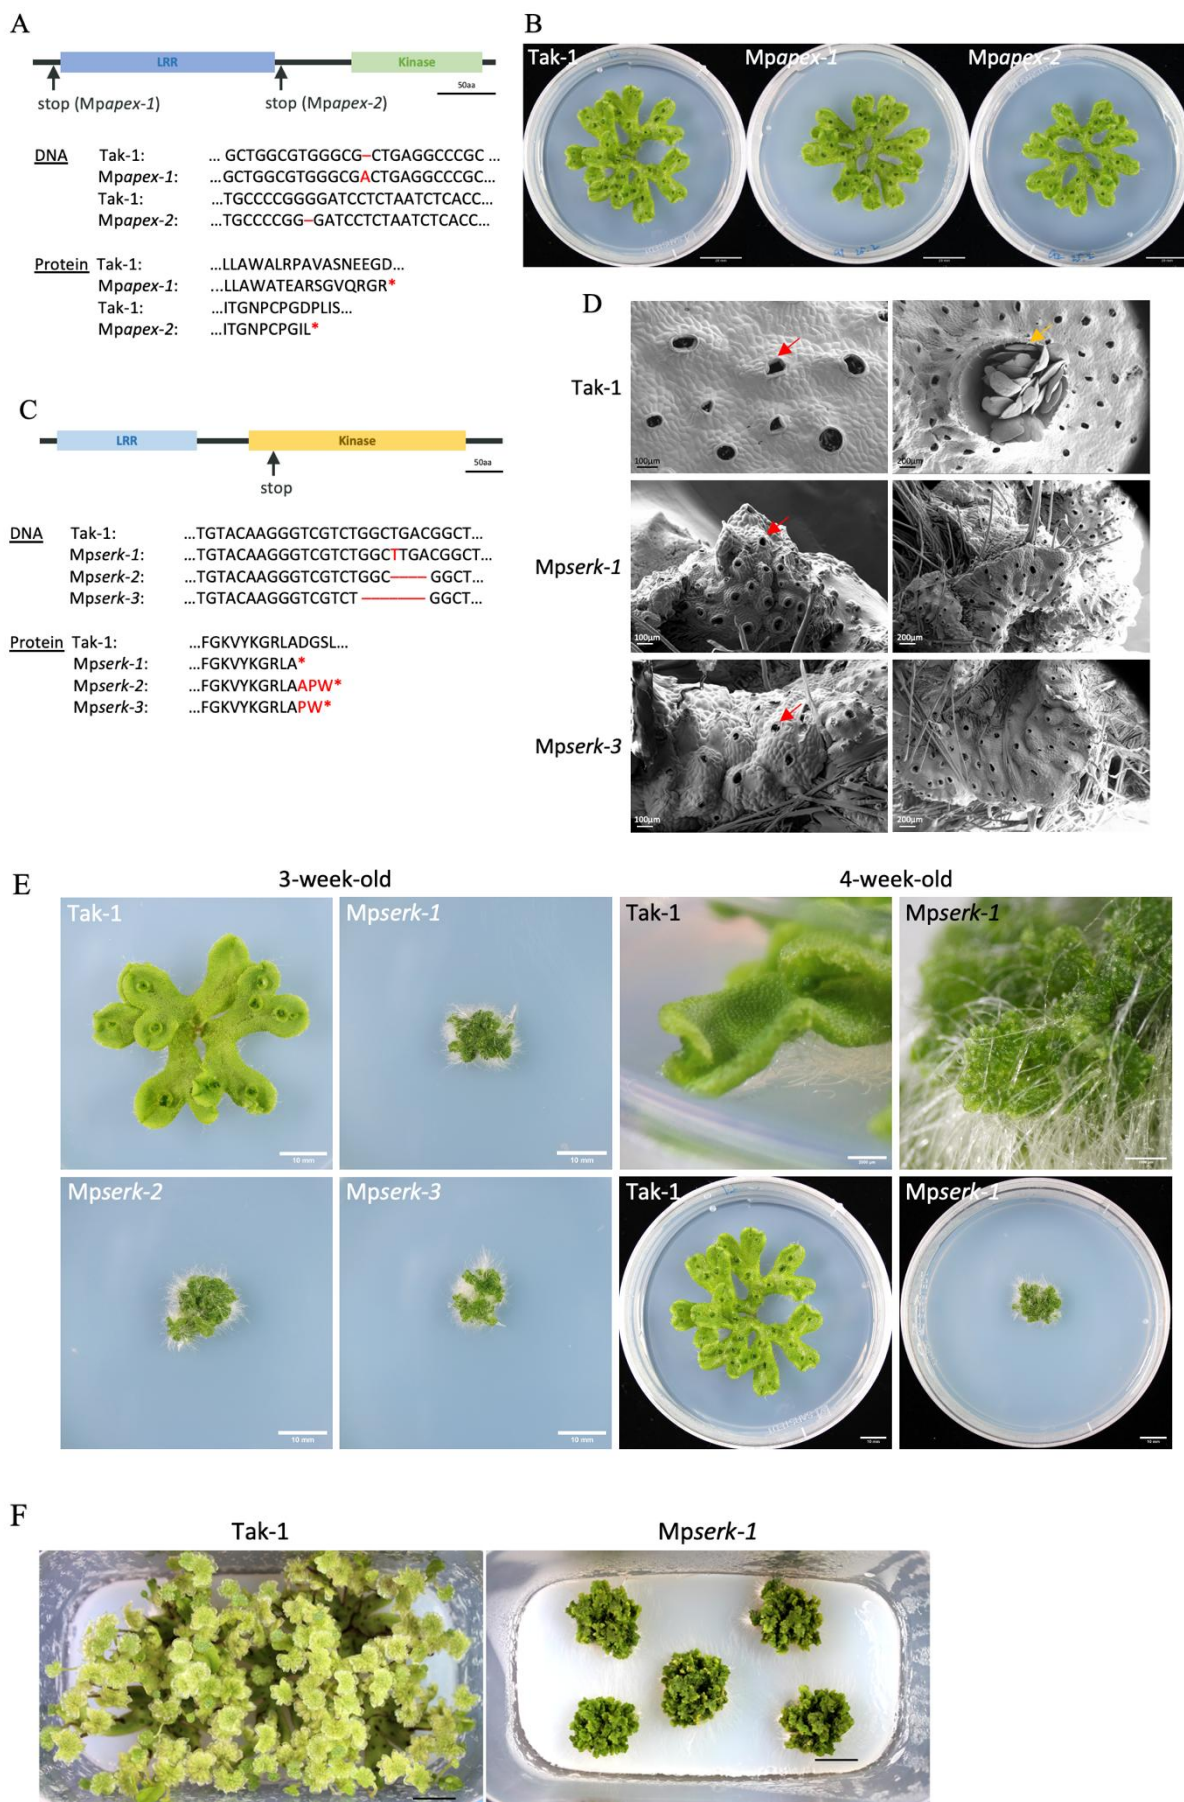 A
LRR
Kinase
50aa
stop (Mpapex-1)
stop (Mpapex-2)
DNA
Tak-1:
... GCTGGCGTGGGCG–CTGAGGCCCGC ...
Mpapex-1:
...GCTGGCGTGGGCGACTGAGGCCCGC...
Tak-1:
...TGCCCCGGGGATCCTCTAATCTCACC...
Mpapex-2:
...TGCCCCGG–GATCCTCTAATCTCACC...
Protein
Tak-1:
...LLAWALRPAVASNEEGD...
Mpapex-1:
...LLAWATEARSGVQRGR*
Tak-1:
...ITGNPCPGDPLIS...
Mpapex-2:
...ITGNPCPGIL*
B
Tak-1
Mpapex-1
Mpapex-2
C
LRR
Kinase
50aa
stop
DNA
Tak-1:
...TGTACAAGGGTCGTCTGGCTGACGGCT...
Mpserk-1:
...TGTACAAGGGTCGTCTGGCTTGACGGCT...
Mpserk-2:
...TGTACAAGGGTCGTCTGGC–––– GGCT...
Mpserk-3:
...TGTACAAGGGTCGTCT ––––––– GGCT...
Protein
Tak-1:
...FGKVYKGRLADGSL...
Mpserk-1:
...FGKVYKGRLA*
Mpserk-2:
...FGKVYKGRLAAPW*
Mpserk-3:
...FGKVYKGRLAPW*
D
Tak-1
100μm
200μm
Mpserk-1
100μm
200μm
Mpserk-3
100μm
200μm
E
3-week-old
4-week-old
Tak-1
Mpserk-1
Tak-1
Mpserk-1
10 mm
10 mm
Mpserk-2
Mpserk-3
Tak-1
Mpserk-1
10 mm
10 mm
10 mm
10 mm
F
Tak-1
Mpserk-1